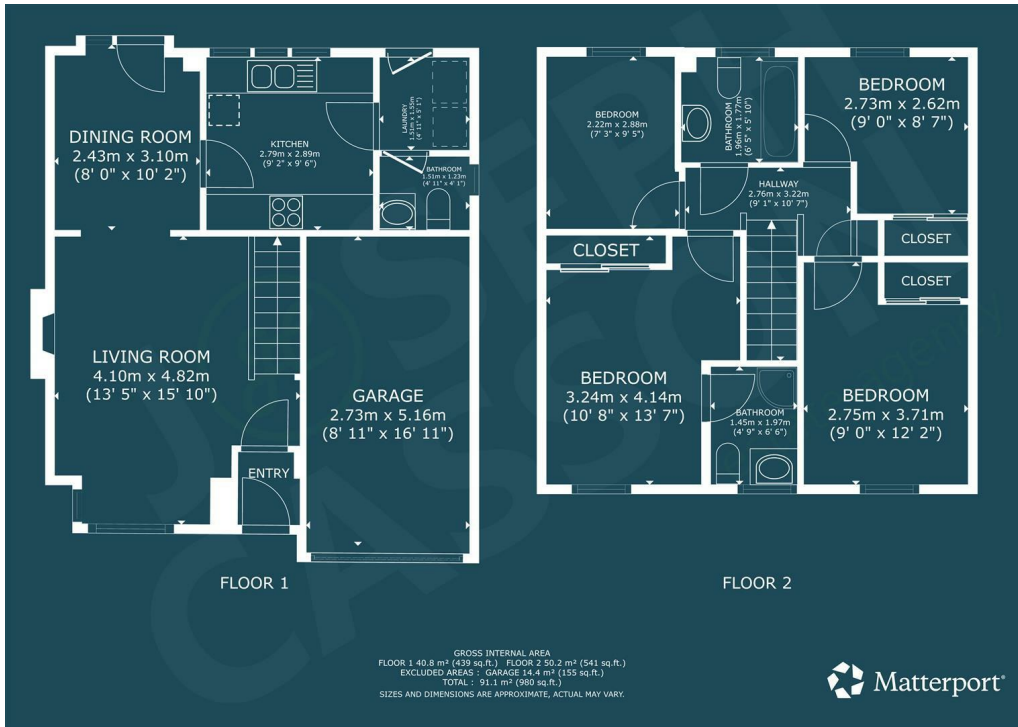 DINING ROOM
2.43m x 3.10m
(8' 0" x 10' 2")
KITCHEN
2.79m x 2.89m
(9' 2" x 9' 6")
LAUNDRY
1.51m x 1.55m
(4' 11" x 5' 1")
BATHROOM
1.51m x 1.23m
(4' 11" x 4' 1")
LIVING ROOM
4.10m x 4.82m
(13' 5" x 15' 10")
GARAGE
2.73m x 5.16m
(8' 11" x 16' 11")
ENTRY
FLOOR 1
BEDROOM
2.22m x 2.88m
(7' 3" x 9' 5")
BATHROOM
1.96m x 1.77m
(6' 5" x 5' 10")
BEDROOM
2.73m x 2.62m
(9' 0" x 8' 7")
HALLWAY
2.76m x 3.22m
(9' 1" x 10' 7")
CLOSET
CLOSET
CLOSET
BEDROOM
3.24m x 4.14m
(10' 8" x 13' 7")
BATHROOM
1.45m x 1.97m
(4' 9" x 6' 6")
BEDROOM
2.75m x 3.71m
(9' 0" x 12' 2")
FLOOR 2
GROSS INTERNAL AREA
FLOOR 1 40.8 m² (439 sq.ft.) FLOOR 2 50.2 m² (541 sq.ft.)
EXCLUDED AREAS : GARAGE 14.4 m² (155 sq.ft.)
TOTAL : 91.1 m² (980 sq.ft.)
SIZES AND DIMENSIONS ARE APPROXIMATE, ACTUAL MAY VARY.
Matterport®